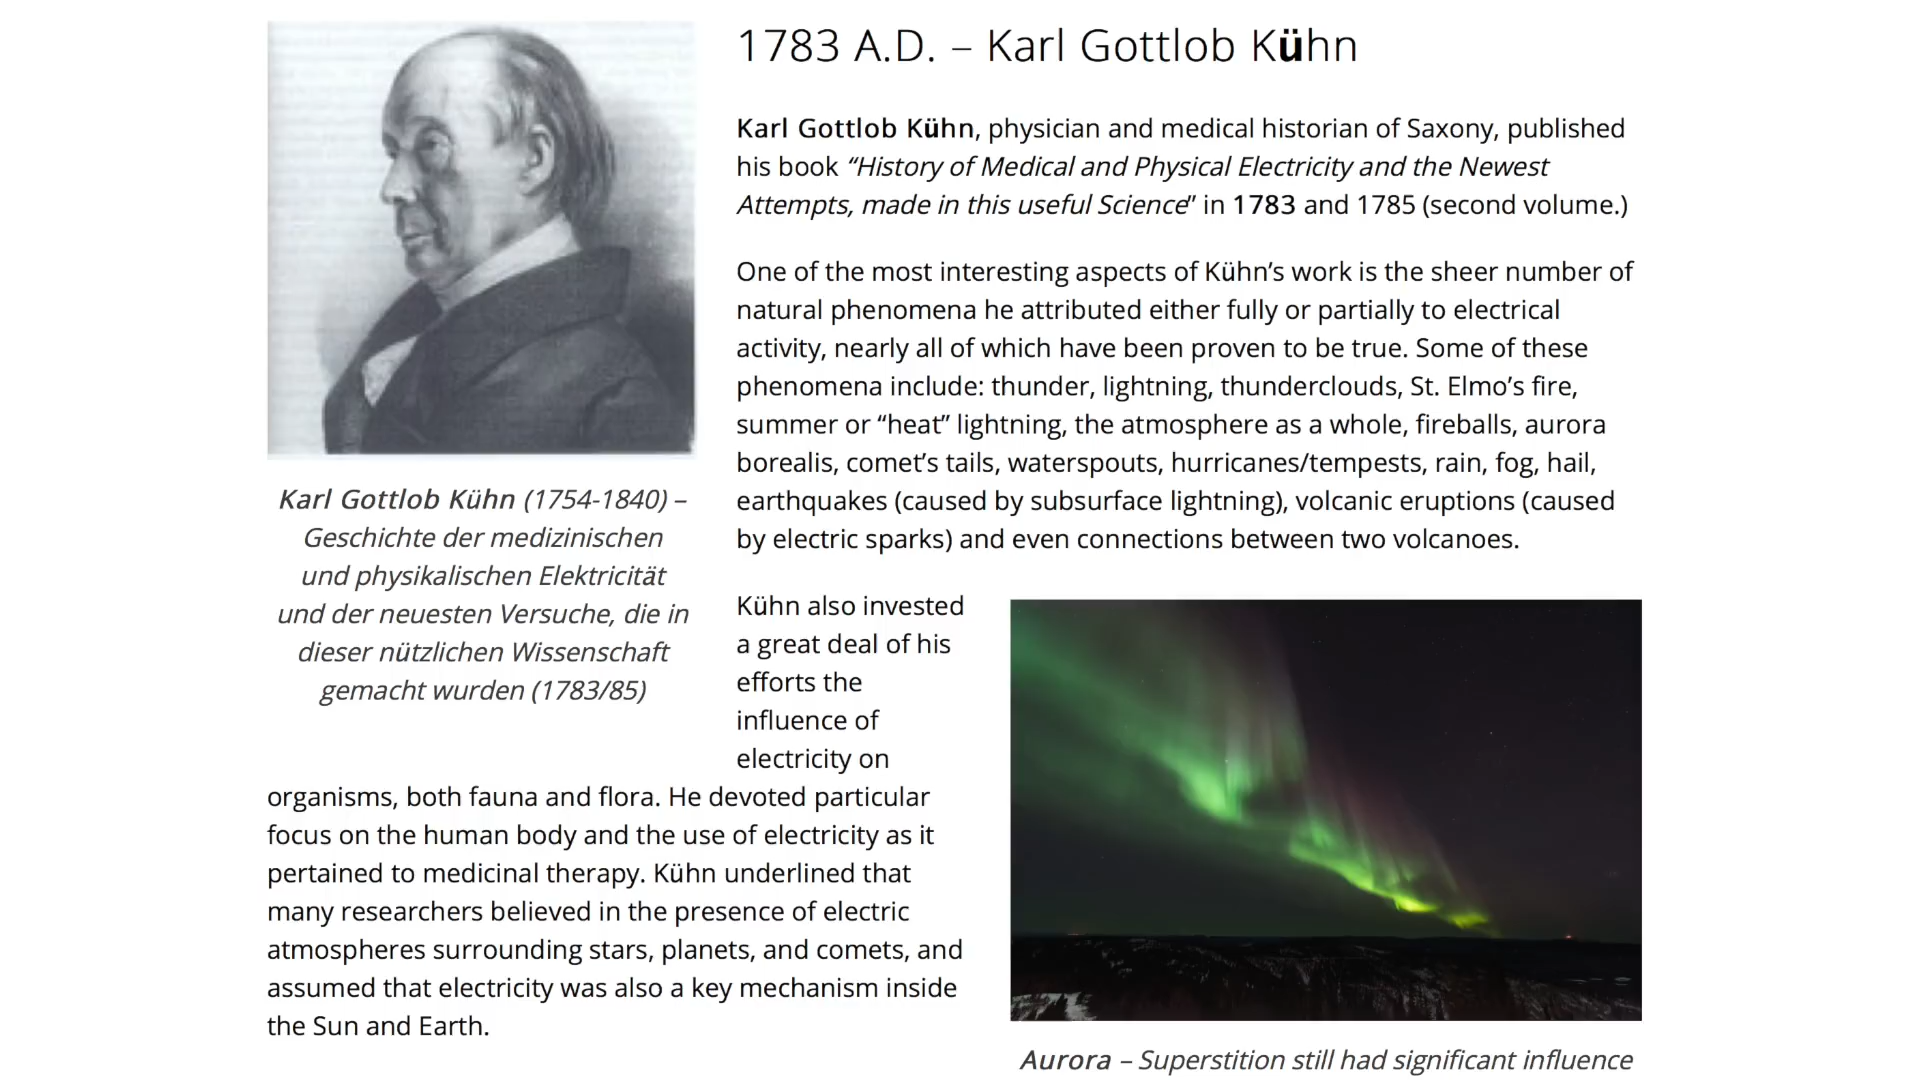 1783 A.D. – Karl Gottlob Kühn
Karl Gottlob Kühn, physician and medical historian of Saxony, published
his book “History of Medical and Physical Electricity and the Newest
Attempts, made in this useful Science” in 1783 and 1785 (second volume.)
One of the most interesting aspects of Kühn’s work is the sheer number of
natural phenomena he attributed either fully or partially to electrical
activity, nearly all of which have been proven to be true. Some of these
phenomena include: thunder, lightning, thunderclouds, St. Elmo’s fire,
summer or “heat” lightning, the atmosphere as a whole, fireballs, aurora
borealis, comet’s tails, waterspouts, hurricanes/tempests, rain, fog, hail,
earthquakes (caused by subsurface lightning), volcanic eruptions (caused
by electric sparks) and even connections between two volcanoes.
Karl Gottlob Kühn (1754-1840) –
Geschichte der medizinischen
und physikalischen Elektricität
und der neuesten Versuche, die in
dieser nützlichen Wissenschaft
gemacht wurden (1783/85)
Kühn also invested
a great deal of his
efforts the
influence of
electricity on
organisms, both fauna and flora. He devoted particular
focus on the human body and the use of electricity as it
pertained to medicinal therapy. Kühn underlined that
many researchers believed in the presence of electric
atmospheres surrounding stars, planets, and comets, and
assumed that electricity was also a key mechanism inside
the Sun and Earth.
Aurora – Superstition still had significant influence